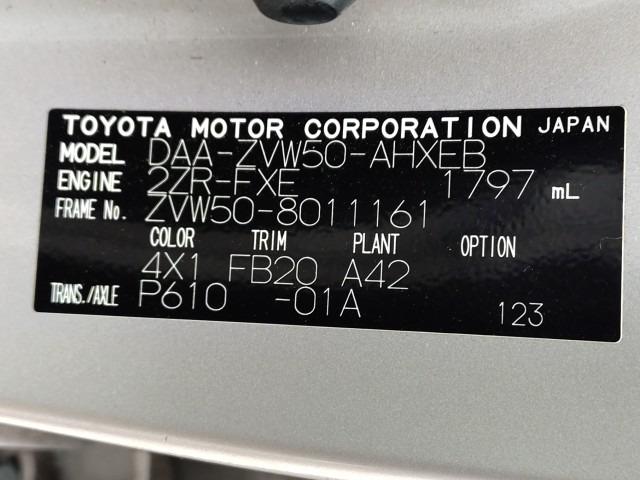 TOYOTA MOTOR CORPORATION JAPAN
MODEL DAA-ZVW50-AHXEB
ENGINE 2ZR-FXE 1797 mL
FRAME No. ZVW50-8011161
COLOR TRIM PLANT OPTION
4X1 FB20 A42
TRANS./AXLE P610 -01A
123